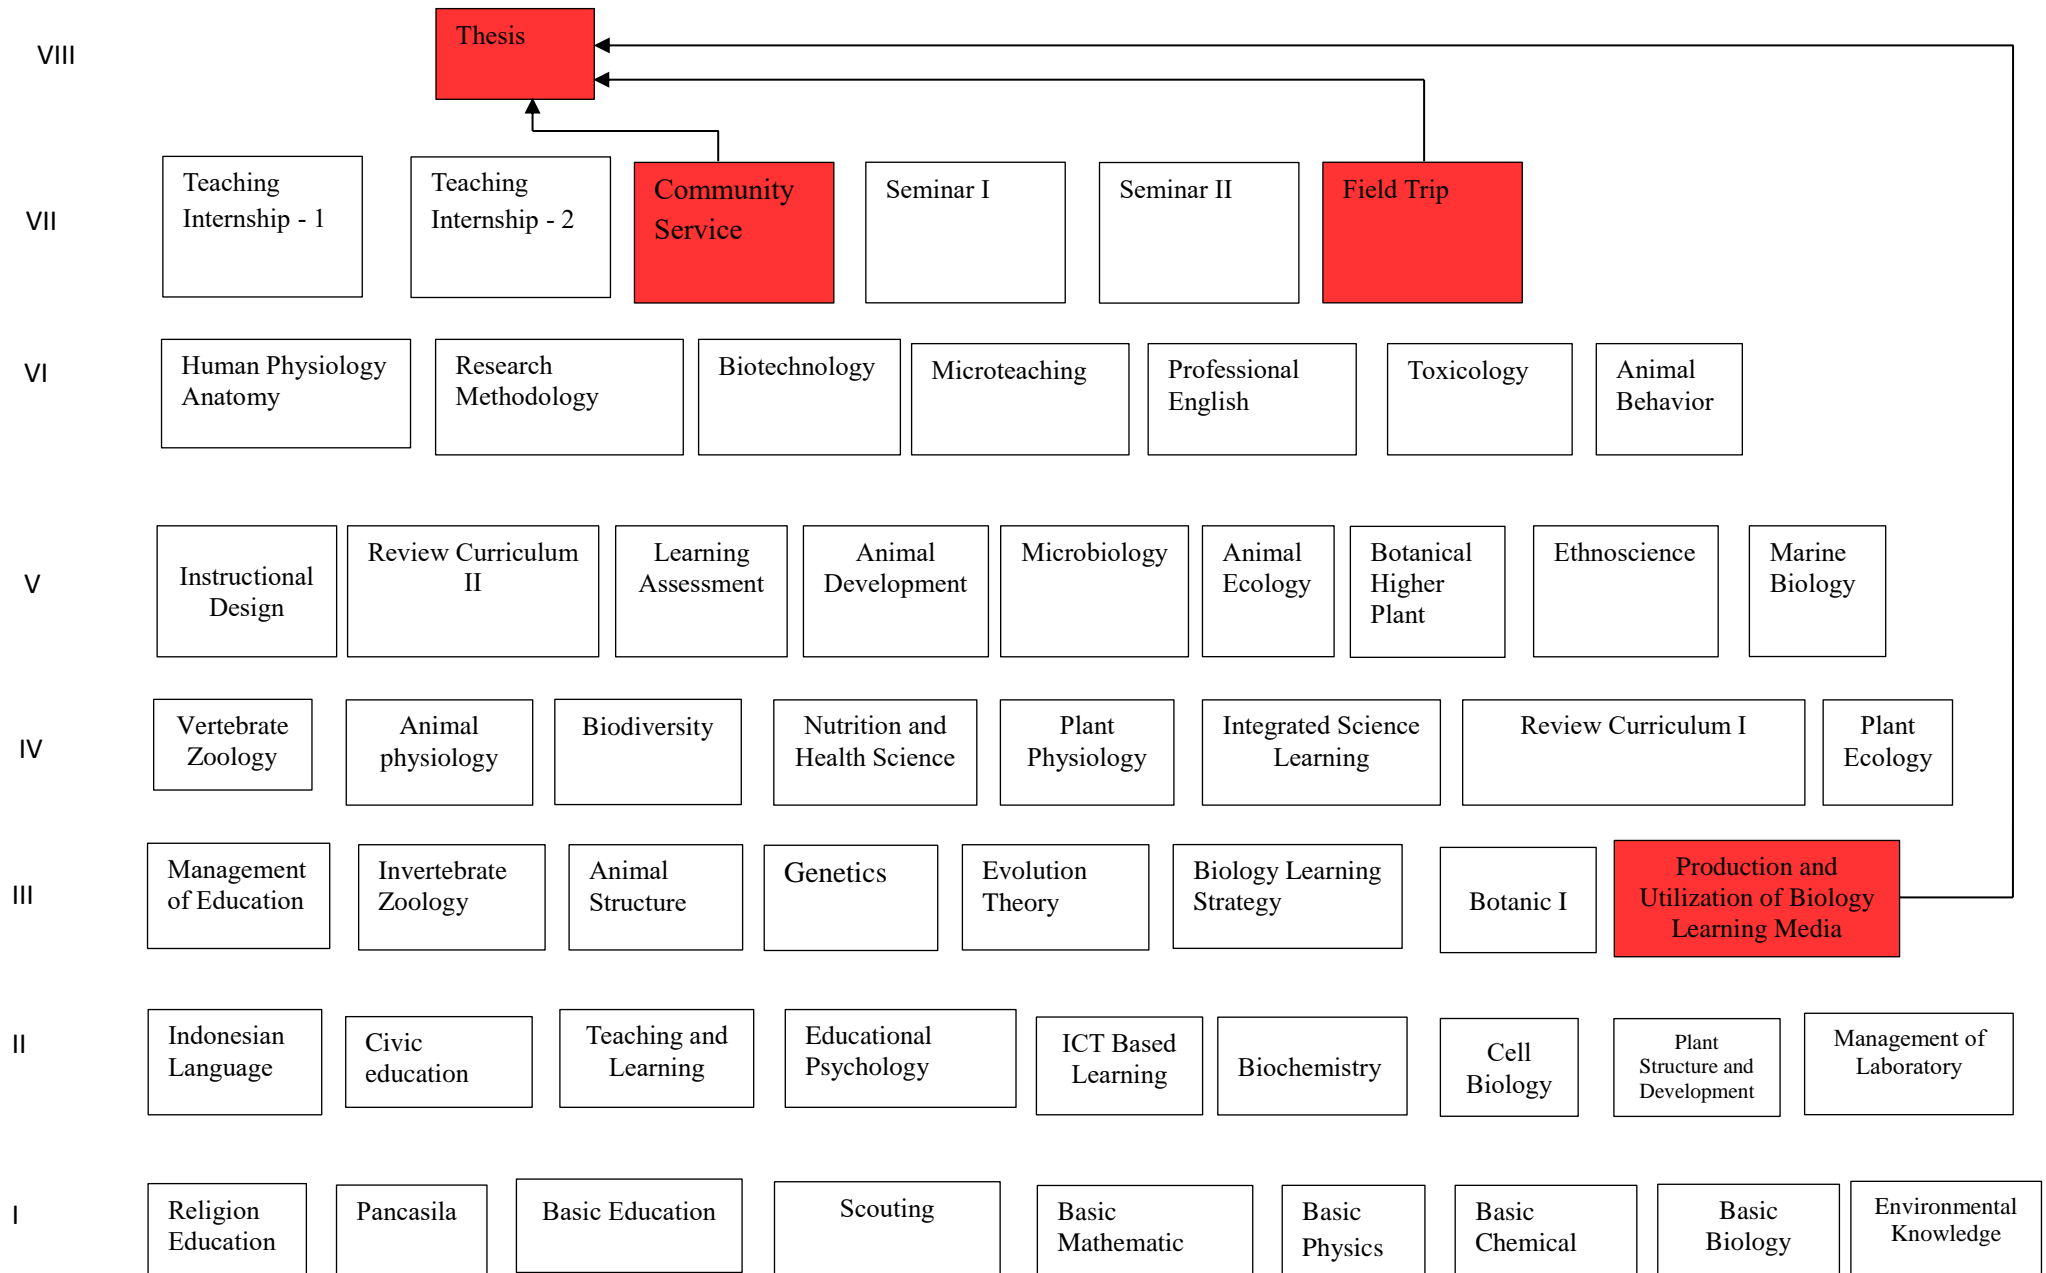 VIII
Thesis
VII
Teaching
Internship - 1
Teaching
Internship - 2
Community
Service
Seminar I
Seminar II
Field Trip
VI
Human Physiology
Anatomy
Research
Methodology
Biotechnology
Microteaching
Professional
English
Toxicology
Animal
Behavior
V
Instructional
Design
Review Curriculum
II
Learning
Assessment
Animal
Development
Microbiology
Animal
Ecology
Botanical
Higher
Plant
Ethnoscience
Marine
Biology
IV
Vertebrate
Zoology
Animal
physiology
Biodiversity
Nutrition and
Health Science
Plant
Physiology
Integrated Science
Learning
Review Curriculum I
Plant
Ecology
III
Management
of Education
Invertebrate
Zoology
Animal
Structure
Genetics
Evolution
Theory
Biology Learning
Strategy
Botanic I
Production and
Utilization of Biology
Learning Media
II
Indonesian
Language
Civic
education
Teaching and
Learning
Educational
Psychology
ICT Based
Learning
Biochemistry
Cell
Biology
Plant
Structure and
Development
Management of
Laboratory
I
Religion
Education
Pancasila
Basic Education
Scouting
Basic
Mathematic
Basic
Physics
Basic
Chemical
Basic
Biology
Environmental
Knowledge